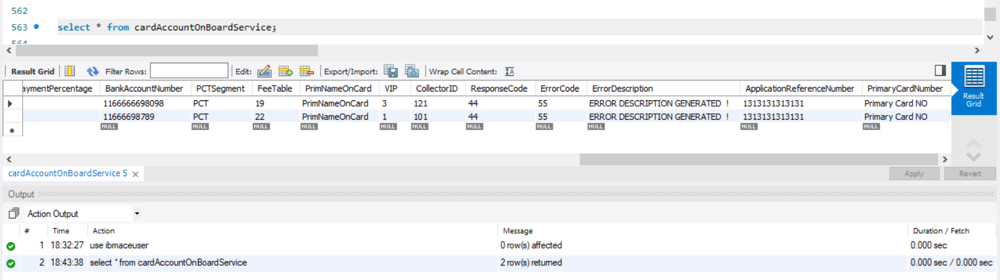 562
563 select * from cardAccountOnBoardService;
564
Result Grid Filter Rows: Edit: Export/Import: Wrap Cell Content:
aymentPercentage BankAccountNumber PCTSegment FeeTable PrimNameOnCard VIP CollectorID ResponseCode ErrorCode ErrorDescription ApplicationReferenceNumber PrimaryCardNumber
1166666698098 PCT 19 PrimNameOnCard 3 121 44 55 ERROR DESCRIPTION GENERATED ! 1313131313131 Primary Card NO
11666698789 PCT 22 PrimNameOnCard 1 101 44 55 ERROR DESCRIPTION GENERATED ! 1313131313131 Primary Card NO
NULL NULL NULL NULL NULL NULL NULL NULL NULL NULL NULL
Result
Grid
cardAccountOnBoardService 5 Apply Revert
Output
Action Output
# Time Action Message Duration / Fetch
1 18:32:27 use ibmaceuser 0 row(s) affected 0.000 sec
2 18:43:38 select * from cardAccountOnBoardService 2 row(s) returned 0.000 sec / 0.000 sec